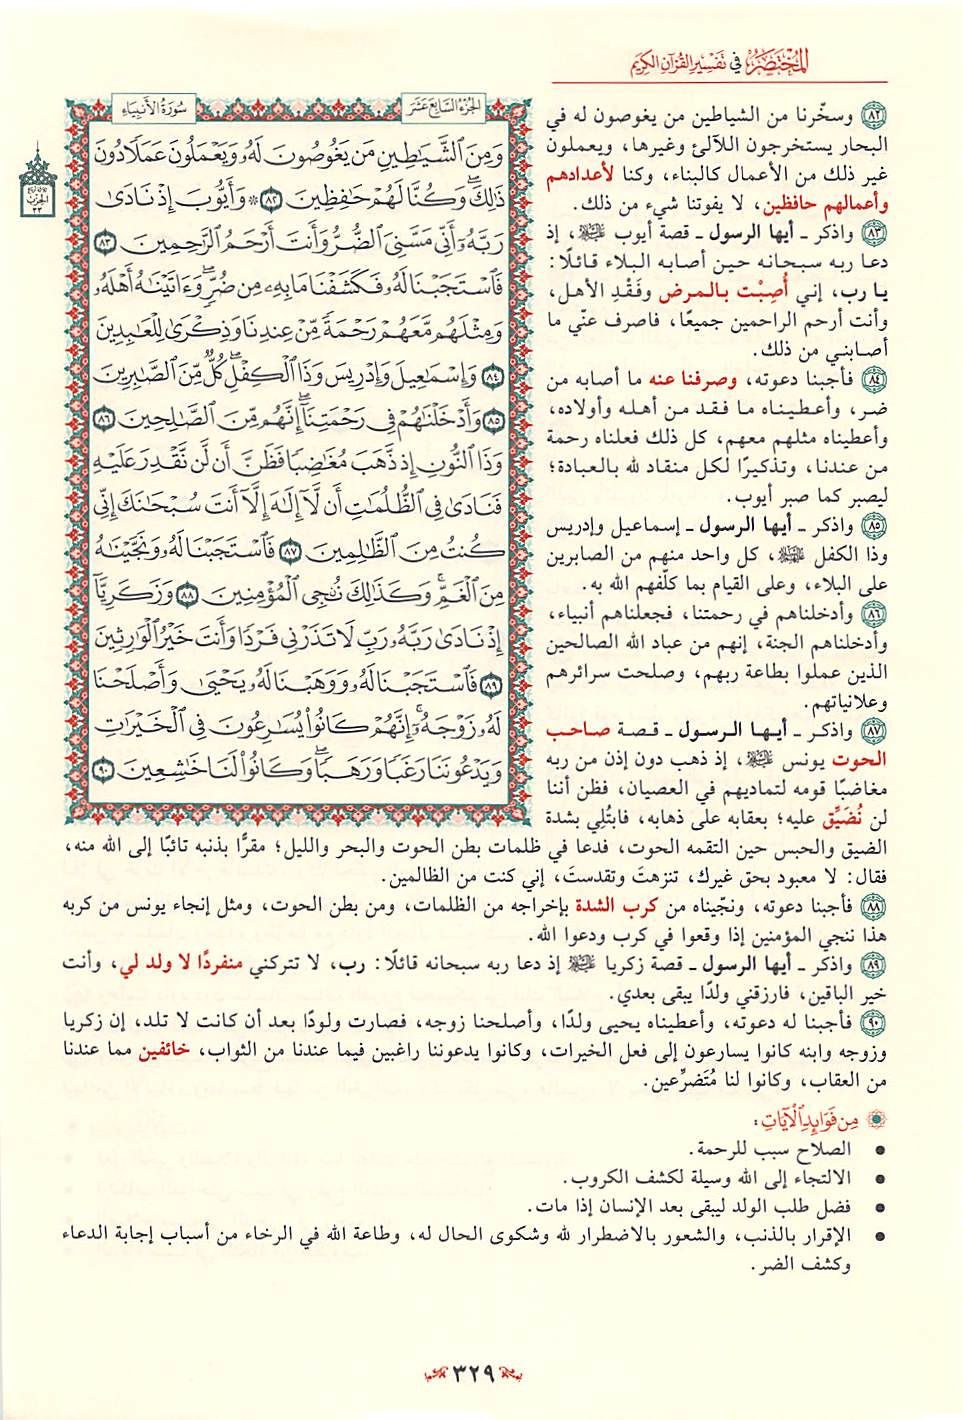 المختصر في تفسير القرآن الكريم
سورة الأنبياء
الجزء السابع عشر
وَمِنَ ٱلشَّيَٰطِينِ مَن يَغُوصُونَ لَهُۥ وَيَعْمَلُونَ عَمَلًا دُونَ
ذَٰلِكَۖ وَكُنَّا لَهُمْ حَٰفِظِينَ ٨٢ ۞ وَأَيُّوبَ إِذْ نَادَىٰ
رَبَّهُۥٓ أَنِّي مَسَّنِيَ ٱلضُّرُّ وَأَنتَ أَرْحَمُ ٱلرَّٰحِمِينَ ٨٣
فَٱسْتَجَبْنَا لَهُۥ فَكَشَفْنَا مَا بِهِۦ مِن ضُرٍّۖ وَءَاتَيْنَٰهُ أَهْلَهُۥ
وَمِثْلَهُم مَّعَهُمْ رَحْمَةً مِّنْ عِندِنَا وَذِكْرَىٰ لِلْعَٰبِدِينَ
٨٤ وَإِسْمَٰعِيلَ وَإِدْرِيسَ وَذَا ٱلْكِفْلِۖ كُلٌّ مِّنَ ٱلصَّٰبِرِينَ
٨٥ وَأَدْخَلْنَٰهُمْ فِي رَحْمَتِنَآۖ إِنَّهُم مِّنَ ٱلصَّٰلِحِينَ ٨٦
وَذَا ٱلنُّونِ إِذ ذَّهَبَ مُغَٰضِبًا فَظَنَّ أَن لَّن نَّقْدِرَ عَلَيْهِ
فَنَادَىٰ فِي ٱلظُّلُمَٰتِ أَن لَّآ إِلَٰهَ إِلَّآ أَنتَ سُبْحَٰنَكَ إِنِّي
كُنتُ مِنَ ٱلظَّٰلِمِينَ ٨٧ فَٱسْتَجَبْنَا لَهُۥ وَنَجَّيْنَٰهُ
مِنَ ٱلْغَمِّۚ وَكَذَٰلِكَ نُۨجِي ٱلْمُؤْمِنِينَ ٨٨ وَزَكَرِيَّآ
إِذْ نَادَىٰ رَبَّهُۥ رَبِّ لَا تَذَرْنِي فَرْدًا وَأَنتَ خَيْرُ ٱلْوَٰرِثِينَ
٨٩ فَٱسْتَجَبْنَا لَهُۥ وَوَهَبْنَا لَهُۥ يَحْيَىٰ وَأَصْلَحْنَا
لَهُۥ زَوْجَهُۥٓۚ إِنَّهُمْ كَانُوا۟ يُسَٰرِعُونَ فِي ٱلْخَيْرَٰتِ
وَيَدْعُونَنَا رَغَبًا وَرَهَبًاۖ وَكَانُوا۟ لَنَا خَٰشِعِينَ ٩٠
٨٢ وسخّرنا من الشياطين من يغوصون له في
البحار يستخرجون اللآلئ وغيرها، ويعملون
غير ذلك من الأعمال كالبناء، وكنا لأعدادهم
وأعمالهم حافظين، لا يفوتنا شيء من ذلك.
٨٣ واذكر ـ أيها الرسول ـ قصة أيوب ﷺ، إذ
دعا ربه سبحانه حين أصابه البلاء قائلًا:
يا رب، إني أُصِبْت بالمرض وفَقْدِ الأهل،
وأنت أرحم الراحمين جميعًا، فاصرف عنّي ما
أصابني من ذلك.
٨٤ فأجبنا دعوته، وصرفنا عنه ما أصابه من
ضر، وأعطيناه ما فقد من أهله وأولاده،
وأعطيناه مثلهم معهم، كل ذلك فعلناه رحمة
من عندنا، وتذكيرًا لكل منقاد لله بالعبادة؛
ليصبر كما صبر أيوب.
٨٥ واذكر ـ أيها الرسول ـ إسماعيل وإدريس
وذا الكفل، كل واحد منهم من الصابرين
على البلاء، وعلى القيام بما كلّفهم الله به.
٨٦ وأدخلناهم في رحمتنا، فجعلناهم أنبياء،
وأدخلناهم الجنة، إنهم من عباد الله الصالحين
الذين عملوا بطاعة ربهم، وصلحت سرائرهم
وعلانياتهم.
٨٧ واذكر ـ أيها الرسول ـ قصة صاحب
الحوت يونس، إذ ذهب دون إذن من ربه
مغاضبًا قومه لتماديهم في العصيان، فظن أننا
لن نُضَيِّق عليه؛ بعقابه على ذهابه، فابتُلِي بشدة
الضيق والحبس حين التقمه الحوت، فدعا في ظلمات بطن الحوت والبحر والليل؛ مقرًّا بذنبه تائبًا إلى الله منه،
فقال: لا معبود بحق غيرك، تنزهتَ وتقدستَ، إني كنت من الظالمين.
٨٨ فأجبنا دعوته، ونجّيناه من كرب الشدة بإخراجه من الظلمات، ومن بطن الحوت، ومثل إنجاء يونس من كربه
هذا ننجي المؤمنين إذا وقعوا في كرب ودعوا الله.
٨٩ واذكر ـ أيها الرسول ـ قصة زكريا إذ دعا ربه سبحانه قائلًا: رب، لا تتركني منفردًا لا ولد لي، وأنت
خير الباقين، فارزقني ولدًا يبقى بعدي.
٩٠ فأجبنا له دعوته، وأعطيناه يحيى ولدًا، وأصلحنا زوجه، فصارت ولودًا بعد أن كانت لا تلد، إن زكريا
وزوجه وابنه كانوا يسارعون إلى فعل الخيرات، وكانوا يدعوننا راغبين فيما عندنا من الثواب، خائفين مما عندنا
من العقاب، وكانوا لنا مُتَضرِّعين.
من فوائد الآيات:
• الصلاح سبب للرحمة.
• الالتجاء إلى الله وسيلة لكشف الكروب.
• فضل طلب الولد ليبقى بعد الإنسان إذا مات.
• الإقرار بالذنب، والشعور بالاضطرار لله وشكوى الحال له، وطاعة الله في الرخاء من أسباب إجابة الدعاء
وكشف الضر.
٣٢٩